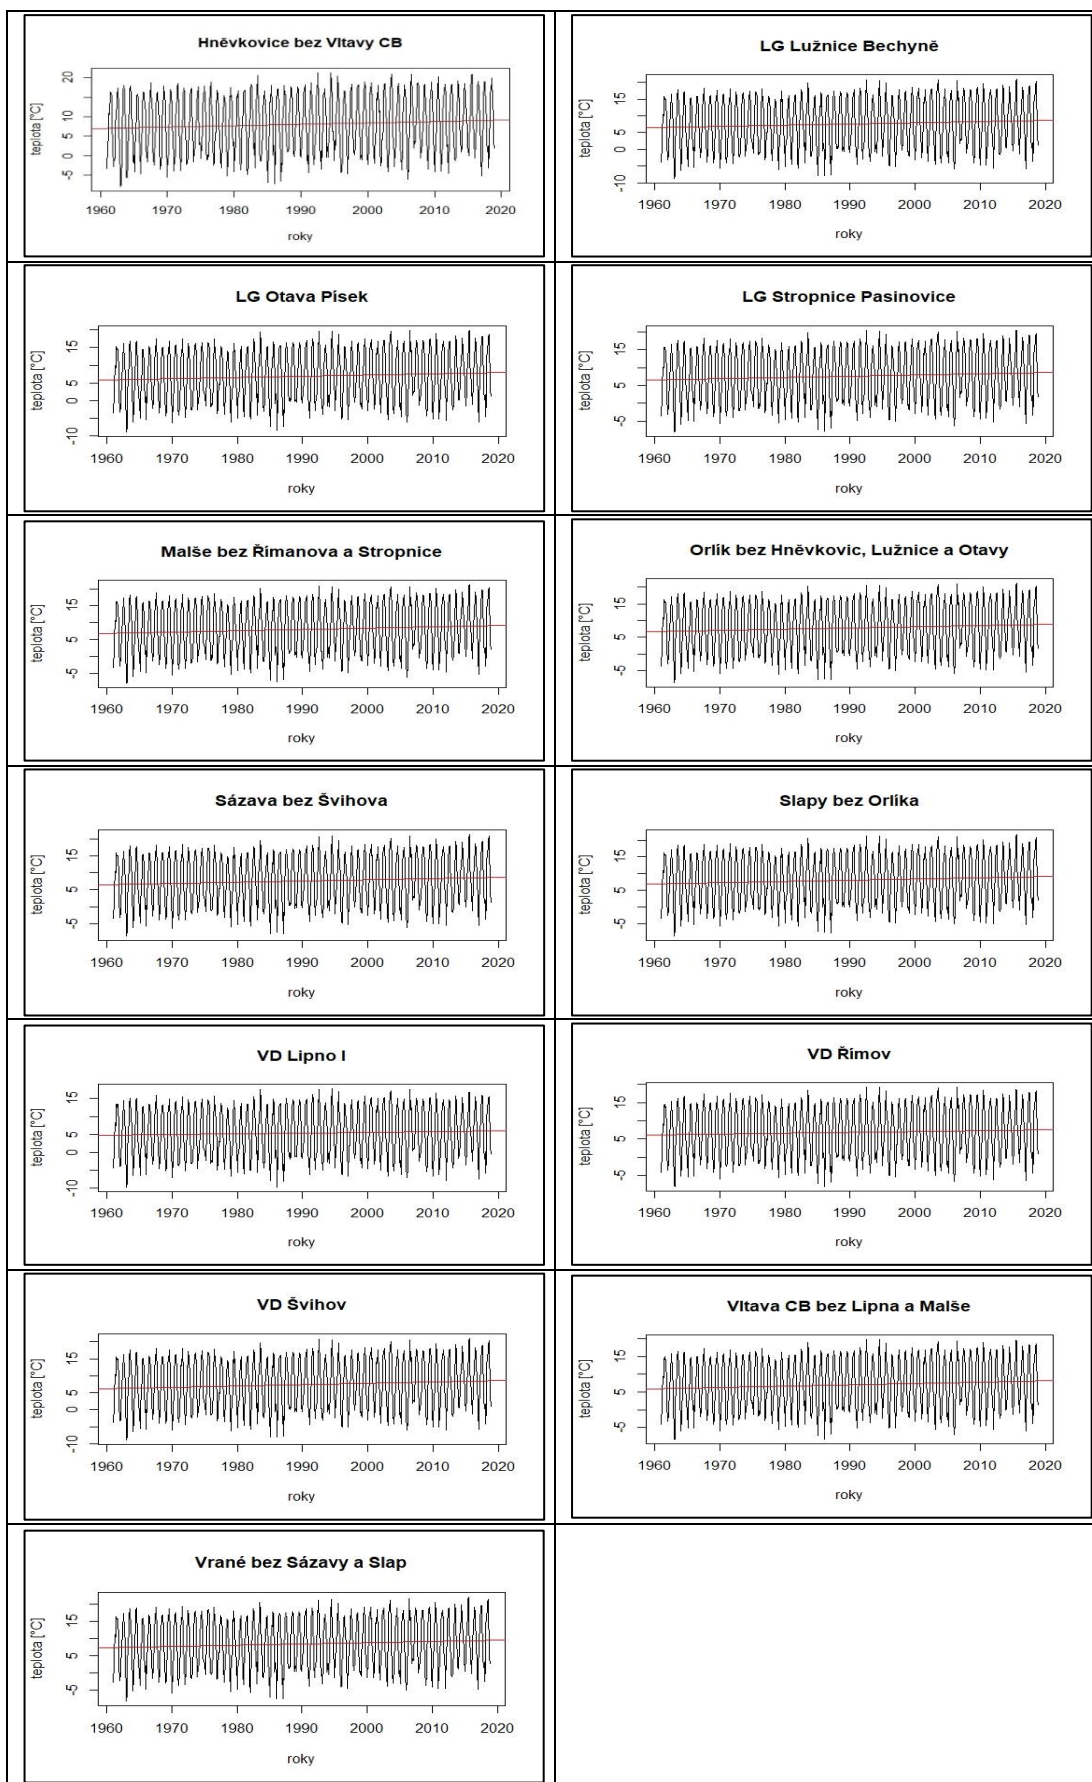 Hněvkovice bez Vltavy CB
teplota [°C]
20
10
5
0
-5
1960 1970 1980 1990 2000 2010 2020
roky
LG Lužnice Bechyně
teplota [°C]
15
5
0
-10
1960 1970 1980 1990 2000 2010 2020
roky
LG Otava Písek
teplota [°C]
15
5
0
-10
1960 1970 1980 1990 2000 2010 2020
roky
LG Stropnice Pasinovice
teplota [°C]
15
5
-5
1960 1970 1980 1990 2000 2010 2020
roky
Malše bez Římanova a Stropnice
teplota [°C]
15
5
-5
1960 1970 1980 1990 2000 2010 2020
roky
Orlík bez Hněvkovic, Lužnice a Otavy
teplota [°C]
15
5
-5
1960 1970 1980 1990 2000 2010 2020
roky
Sázava bez Švihova
teplota [°C]
15
5
-5
1960 1970 1980 1990 2000 2010 2020
roky
Slapy bez Orlíka
teplota [°C]
15
5
-5
1960 1970 1980 1990 2000 2010 2020
roky
VD Lipno I
teplota [°C]
15
5
0
-10
1960 1970 1980 1990 2000 2010 2020
roky
VD Římov
teplota [°C]
15
5
-5
1960 1970 1980 1990 2000 2010 2020
roky
VD Švihov
teplota [°C]
15
5
0
-10
1960 1970 1980 1990 2000 2010 2020
roky
Vltava CB bez Lipna a Malše
teplota [°C]
15
5
-5
1960 1970 1980 1990 2000 2010 2020
roky
Vrané bez Sázavy a Slap
teplota [°C]
15
5
-5
1960 1970 1980 1990 2000 2010 2020
roky